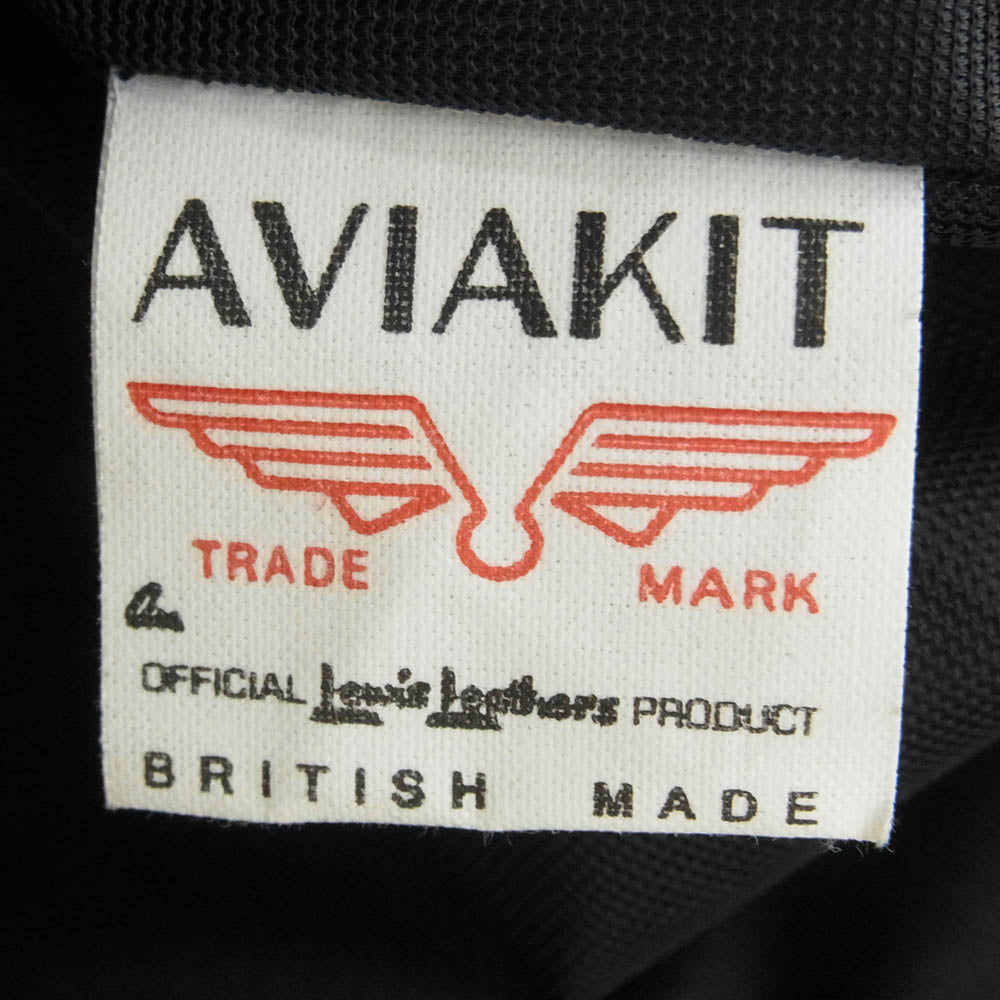 AVIAKIT
TRADE MARK
An
OFFICIAL Lewis Leathers PRODUCT
BRITISH MADE